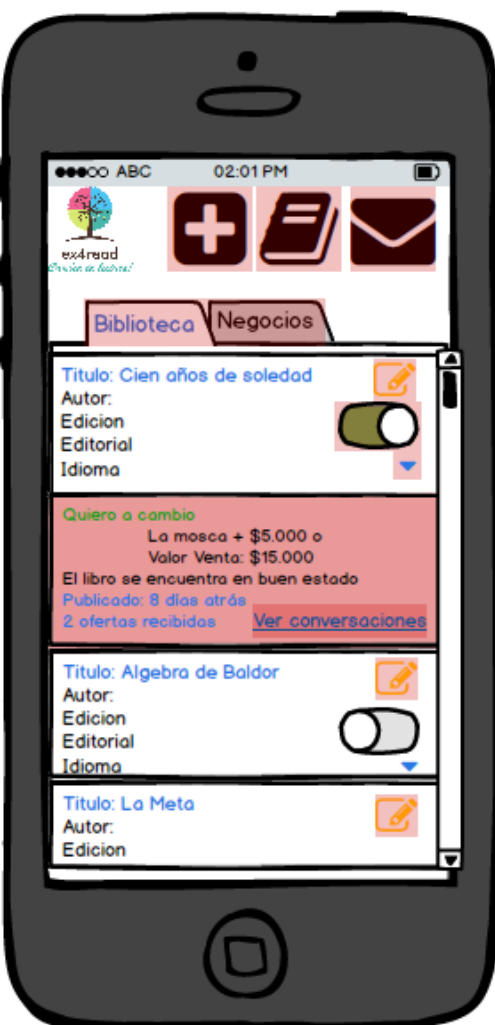 ABC 02:01 PM
ex4read
Biblioteca Negocios
Titulo: Cien años de soledad
Autor:
Edicion
Editorial
Idioma
Quiero a cambio
La mosca + $5.000 o
Valor Venta: $15.000
El libro se encuentra en buen estado
Publicado: 8 dias atrás
2 ofertas recibidas Ver conversaciones
Titulo: Algebra de Baldor
Autor:
Edicion
Editorial
Idioma
Titulo: La Meta
Autor:
Edicion